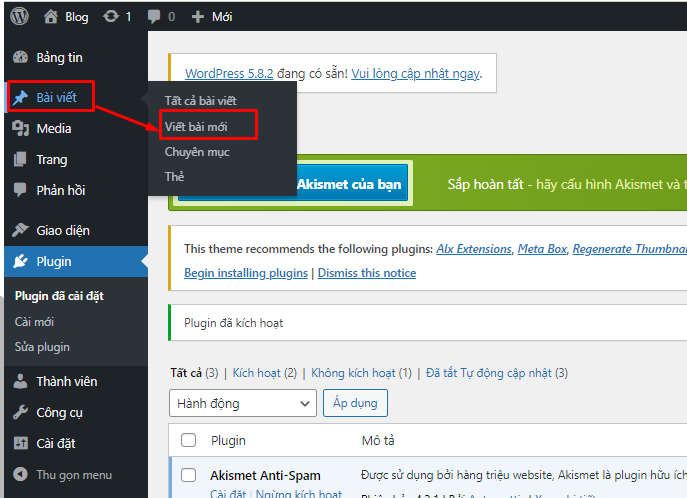 Blog 1 0 Mới
Bảng tin
Bài viết
Media
Trang
Phản hồi
Giao diện
Plugin
Plugin đã cài đặt
Cài mới
Sửa plugin
Thành viên
Công cụ
Cài đặt
Thu gọn menu
Tất cả bài viết
Viết bài mới
Chuyên mục
Thẻ
WordPress 5.8.2 đang có sẵn! Vui lòng cập nhật ngay.
Akismet của bạn
Sắp hoàn tất - hãy cấu hình Akismet và t
This theme recommends the following plugins: Alx Extensions, Meta Box, Regenerate Thumbna
Begin installing plugins | Dismiss this notice
Plugin đã kích hoạt
Tất cả (3) | Kích hoạt (2) | Không kích hoạt (1) | Đã tắt Tự động cập nhật (3)
Hành động
Áp dụng
Plugin Mô tả
Akismet Anti-Spam Được sử dụng bởi hàng triệu website, Akismet là plugin hữu ích
Cài đặt | Ngừng kích hoạt